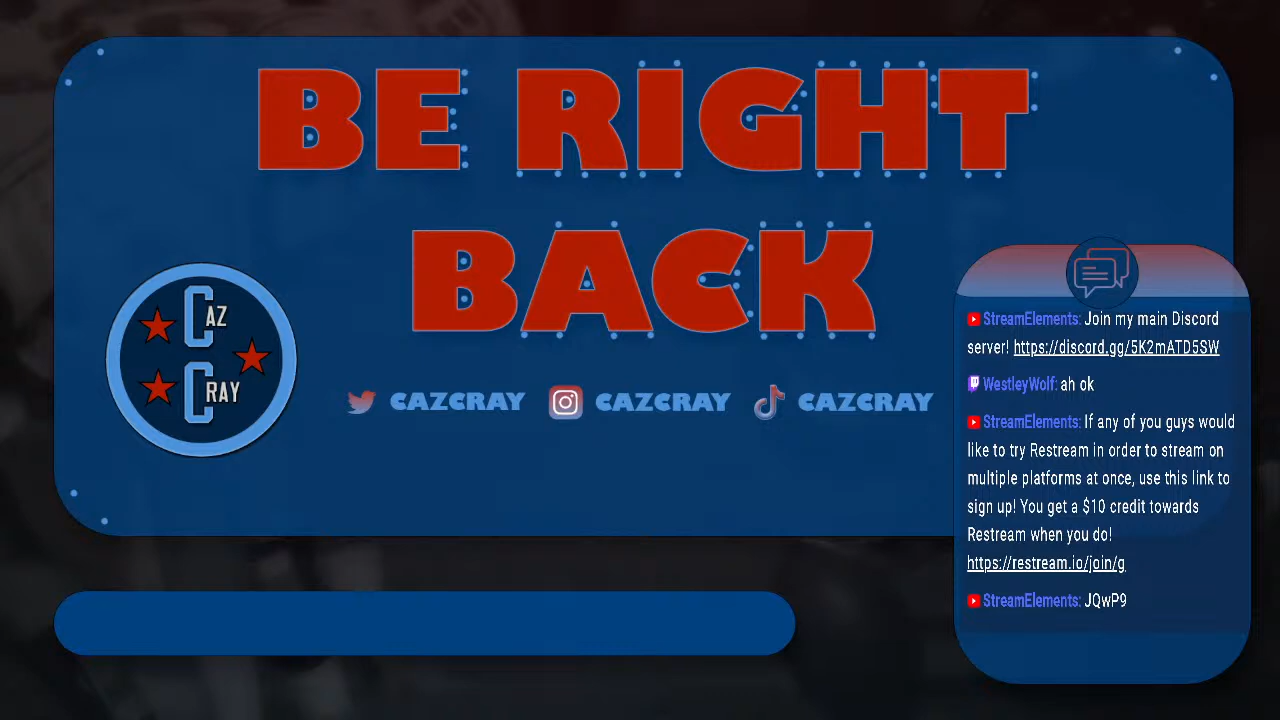 BE RIGHT
BACK
CAZ
CRAY
CAZCRAY CAZCRAY CAZCRAY
StreamElements: Join my main Discord
server! https://discord.gg/5K2mATD5SW
WestleyWolf: ah ok
StreamElements: If any of you guys would
like to try Restream in order to stream on
multiple platforms at once, use this link to
sign up! You get a $10 credit towards
Restream when you do!
https://restream.io/join/g
StreamElements: JQwP9